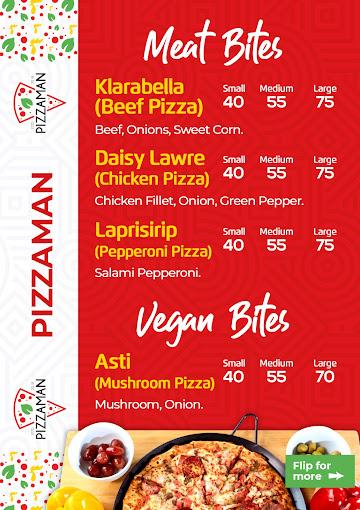 Meat Bites
Klarabella
(Beef Pizza)
Small Medium Large
40 55 75
Beef, Onions, Sweet Corn.
Daisy Lawre
(Chicken Pizza)
Small Medium Large
40 55 75
Chicken Fillet, Onion, Green Pepper.
Laprisirip
(Pepperoni Pizza)
Small Medium Large
40 55 75
Salami Pepperoni.
Vegan Bites
Asti
(Mushroom Pizza)
Small Medium Large
40 55 70
Mushroom, Onion.
Flip for
more
PIZZAMAN
PIZZAMAN
PIZZAMAN